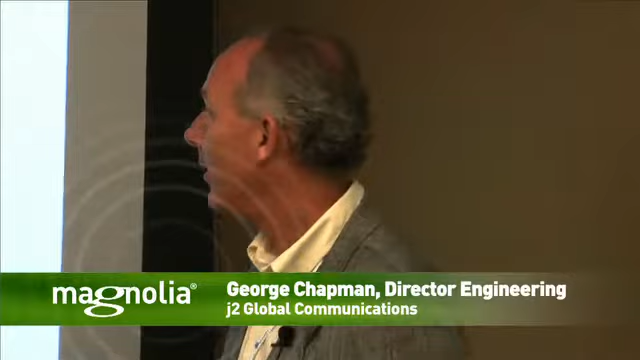 magnolia®
George Chapman, Director Engineering
j2 Global Communications